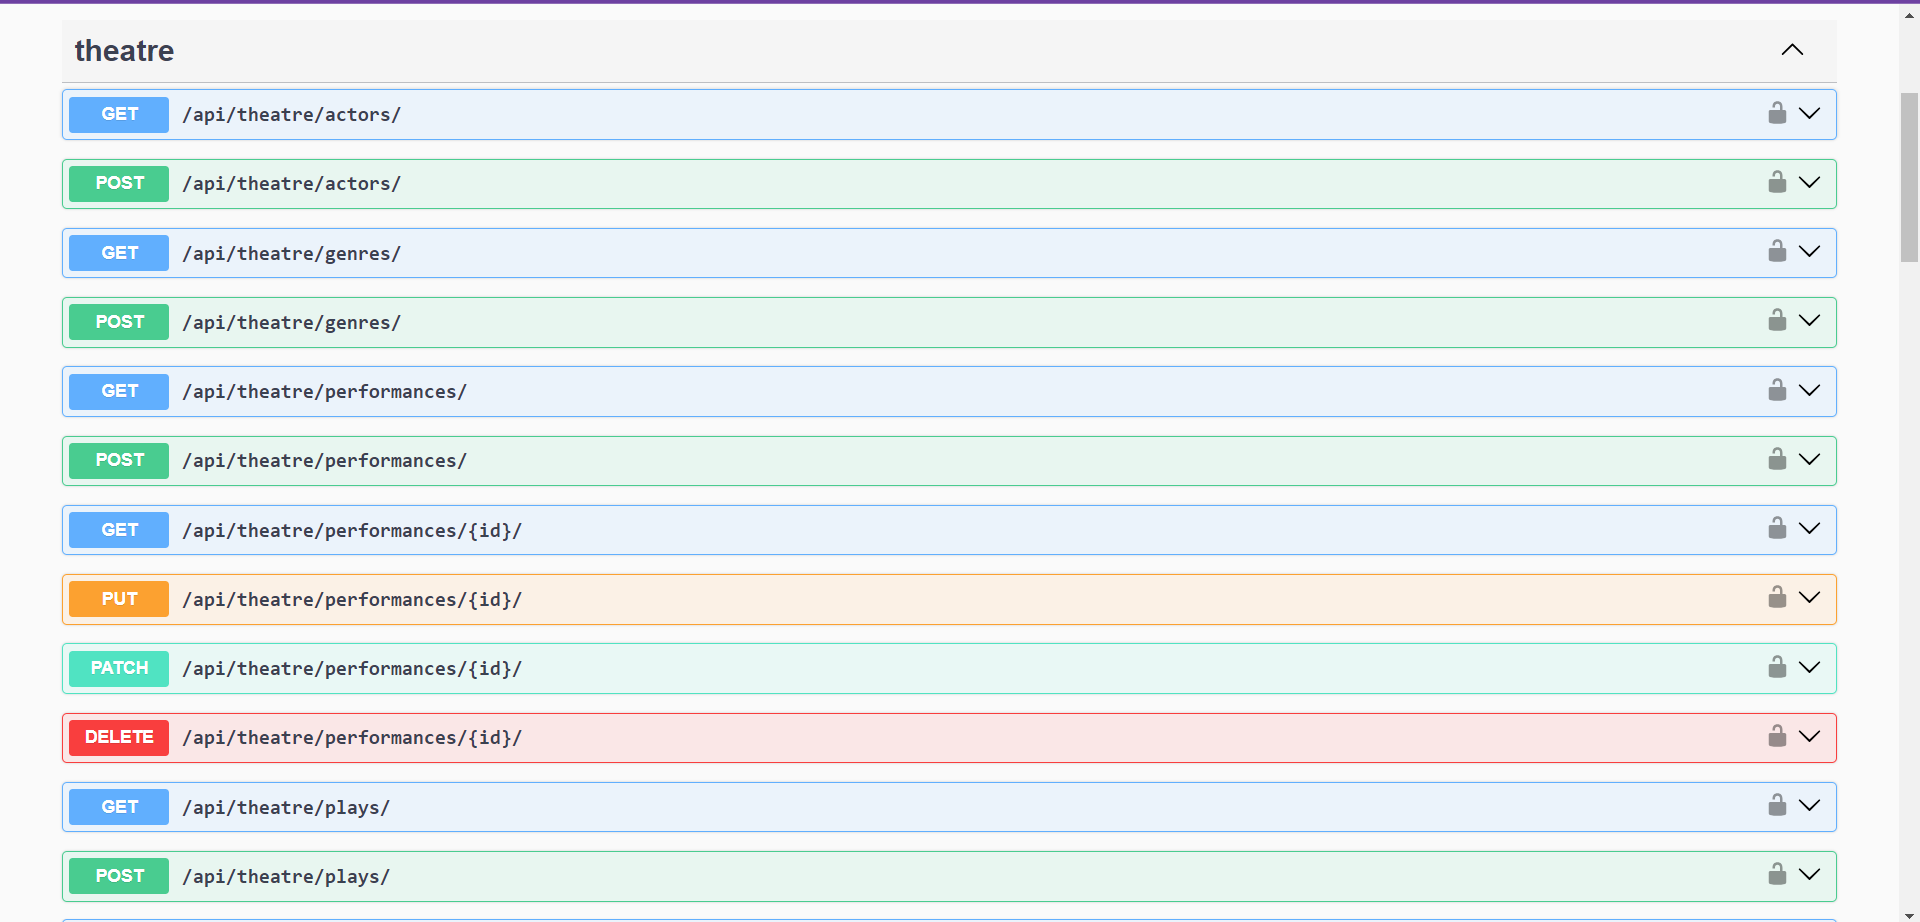 theatre
GET /api/theatre/actors/
POST /api/theatre/actors/
GET /api/theatre/genres/
POST /api/theatre/genres/
GET /api/theatre/performances/
POST /api/theatre/performances/
GET /api/theatre/performances/{id}/
PUT /api/theatre/performances/{id}/
PATCH /api/theatre/performances/{id}/
DELETE /api/theatre/performances/{id}/
GET /api/theatre/plays/
POST /api/theatre/plays/